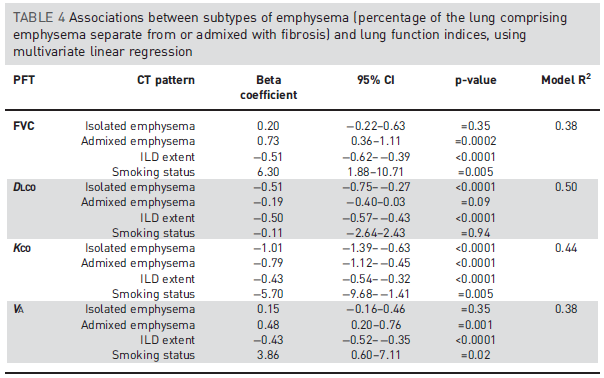 TABLE 4 Associations between subtypes of emphysema (percentage of the lung comprising
emphysema separate from or admixed with fibrosis) and lung function indices, using
multivariate linear regression
PFT CT pattern Beta coefficient 95% CI p-value Model R²
FVC Isolated emphysema 0.20 −0.22–0.63 =0.35 0.38
Admixed emphysema 0.73 0.36–1.11 =0.0002
ILD extent −0.51 −0.62– −0.39 <0.0001
Smoking status 6.30 1.88–10.71 =0.005
DLCO Isolated emphysema −0.51 −0.75– −0.27 <0.0001 0.50
Admixed emphysema −0.19 −0.40–0.03 =0.09
ILD extent −0.50 −0.57– −0.43 <0.0001
Smoking status −0.11 −2.64–2.43 =0.94
KCO Isolated emphysema −1.01 −1.39– −0.63 <0.0001 0.44
Admixed emphysema −0.79 −1.12– −0.45 <0.0001
ILD extent −0.43 −0.54– −0.32 <0.0001
Smoking status −5.70 −9.68– −1.41 =0.005
VA Isolated emphysema 0.15 −0.16–0.46 =0.35 0.38
Admixed emphysema 0.48 0.20–0.76 =0.001
ILD extent −0.43 −0.52– −0.35 <0.0001
Smoking status 3.86 0.60–7.11 =0.02